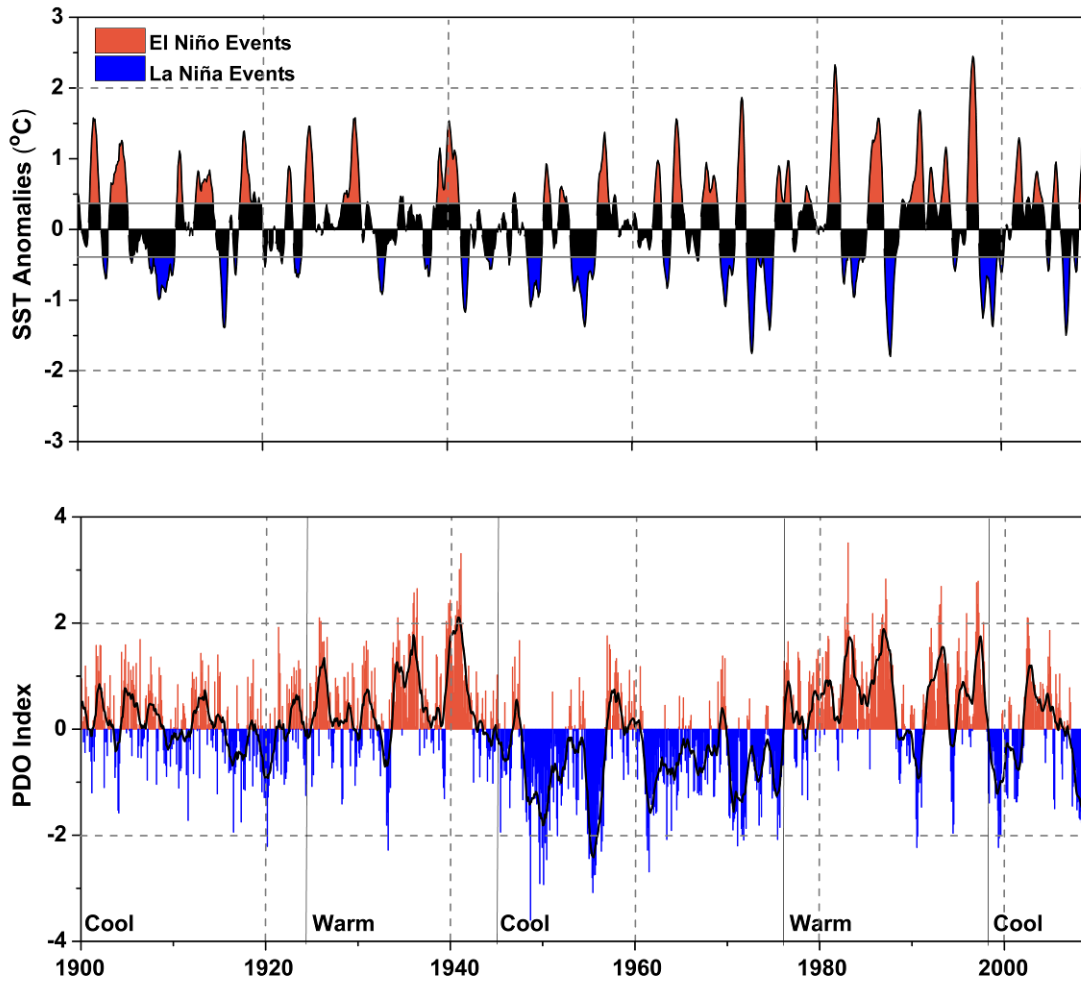 3
El Niño Events
La Niña Events
2
1
0
-1
-2
-3
SST Anomalies (°C)
4
2
0
-2
-4
PDO Index
Cool
Warm
Cool
Warm
Cool
1900
1920
1940
1960
1980
2000